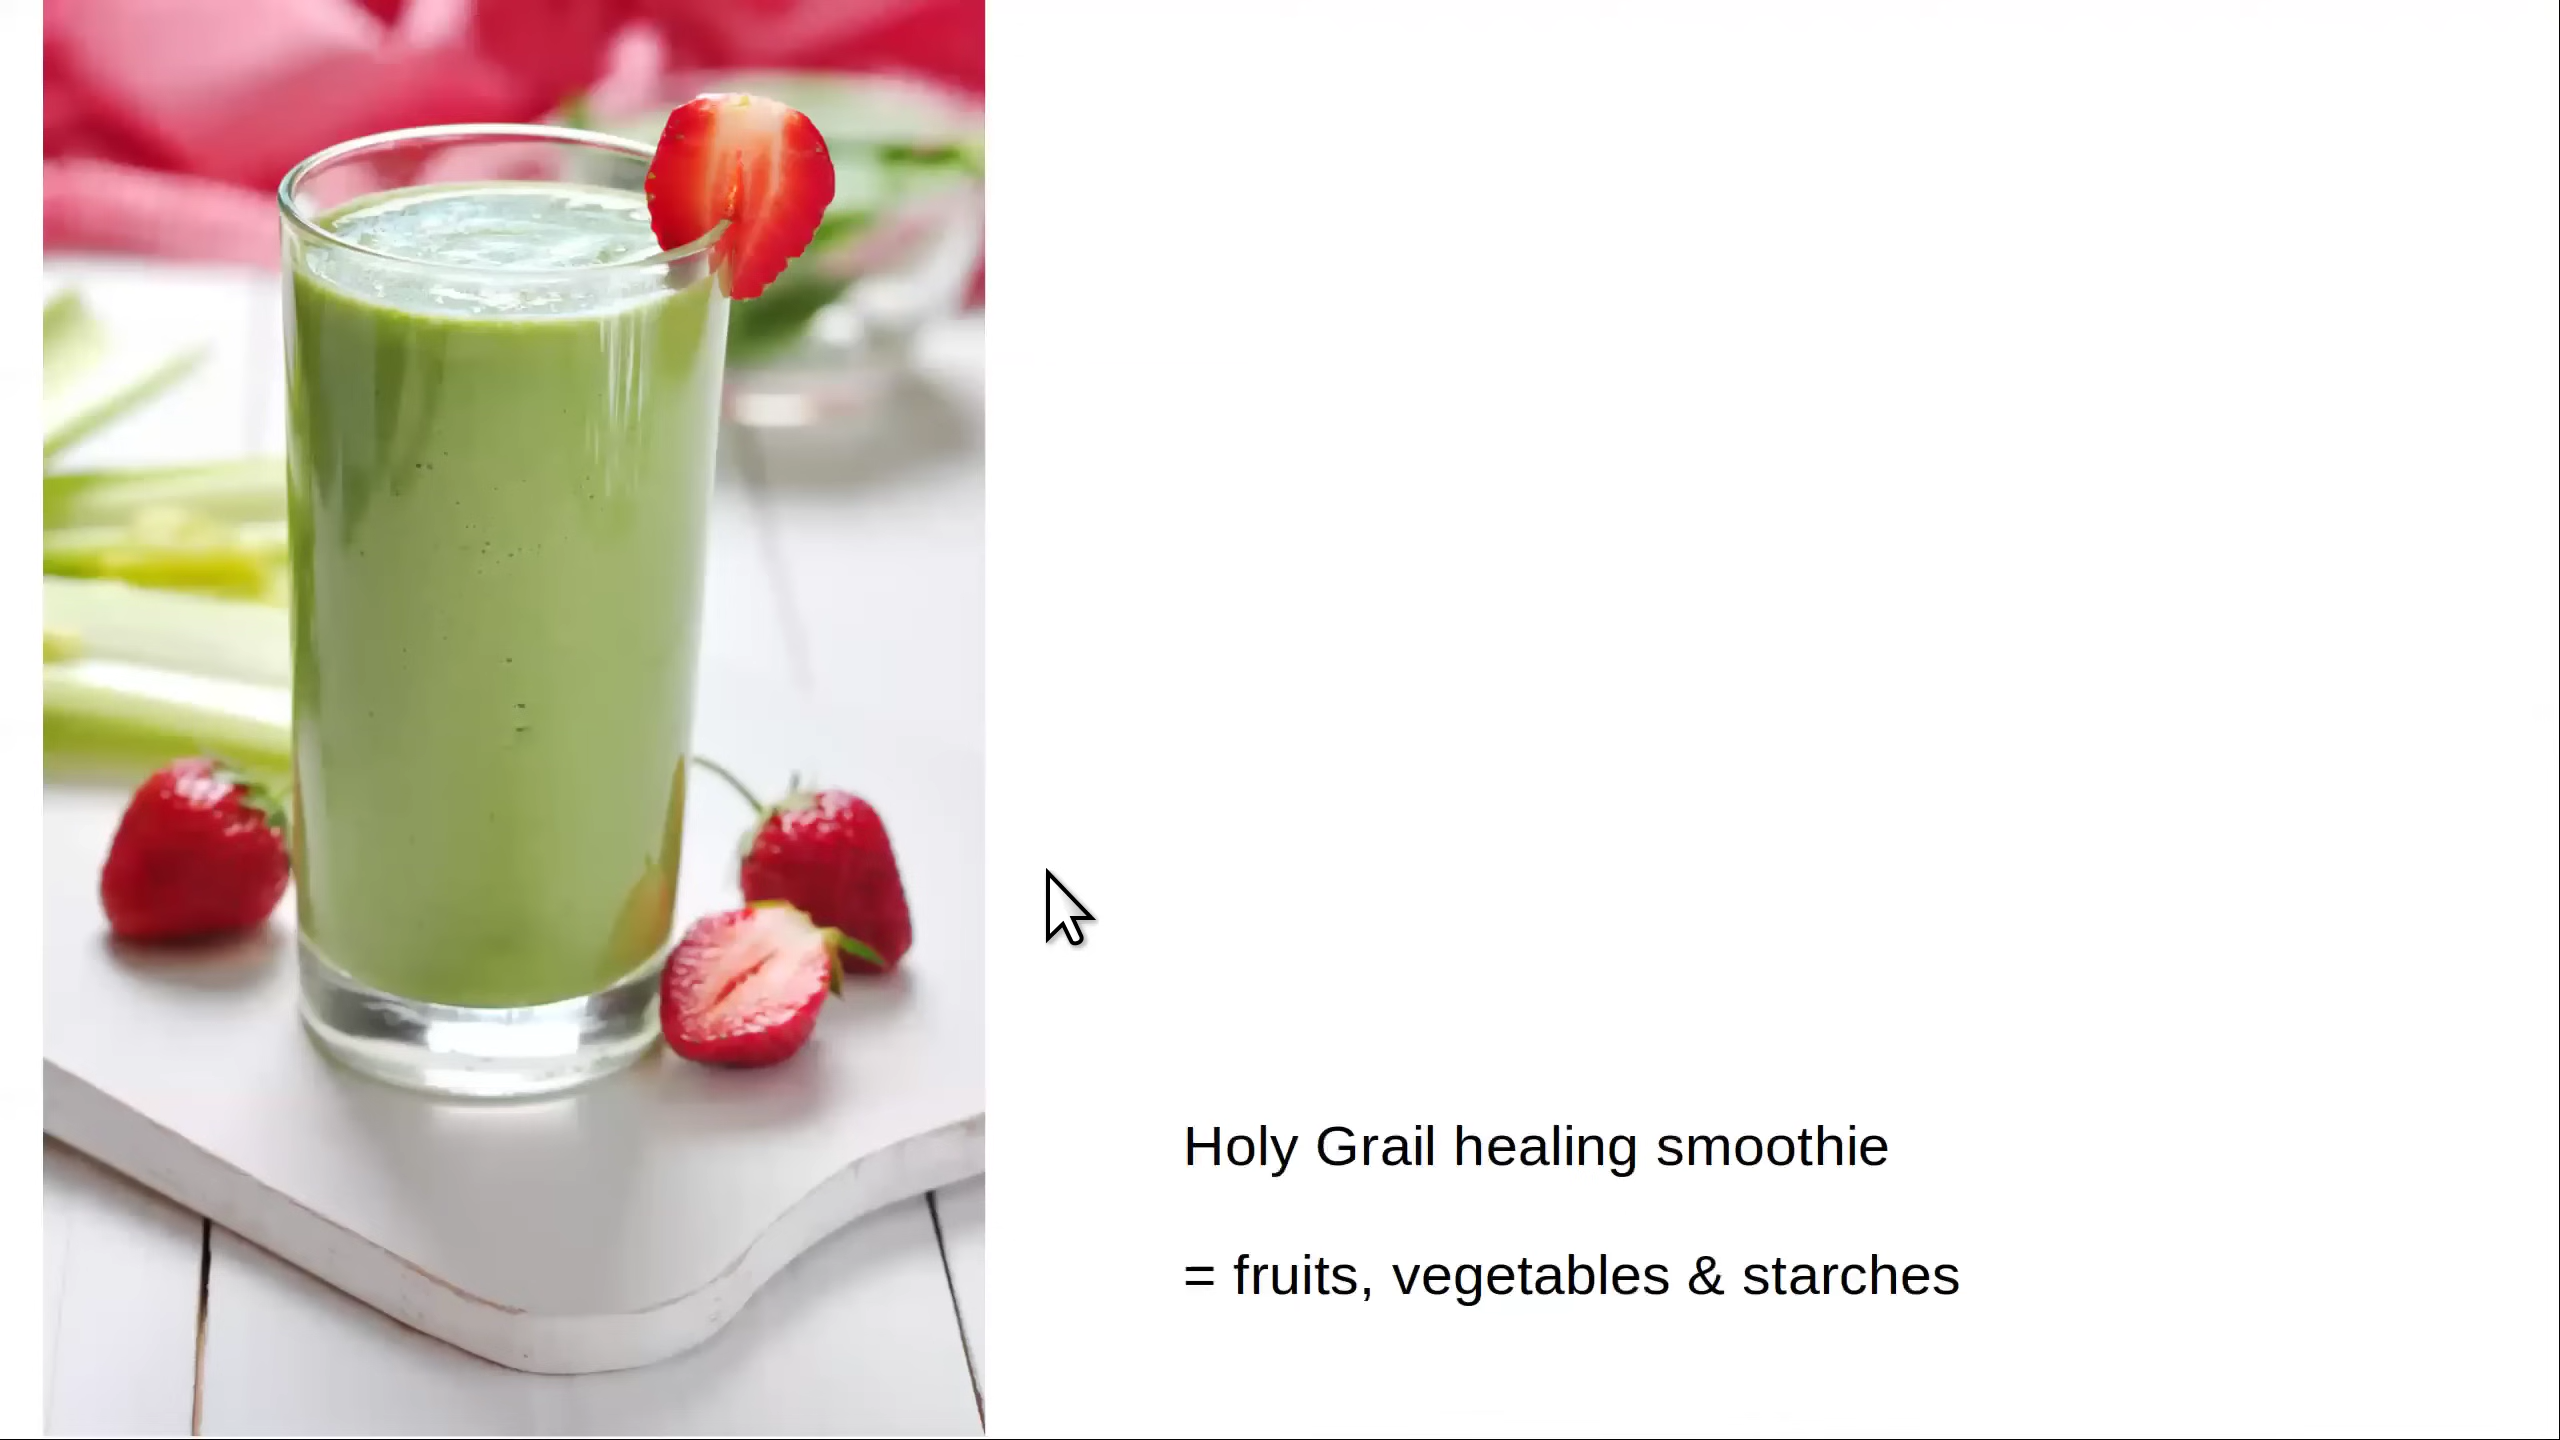 Holy Grail healing smoothie
= fruits, vegetables & starches